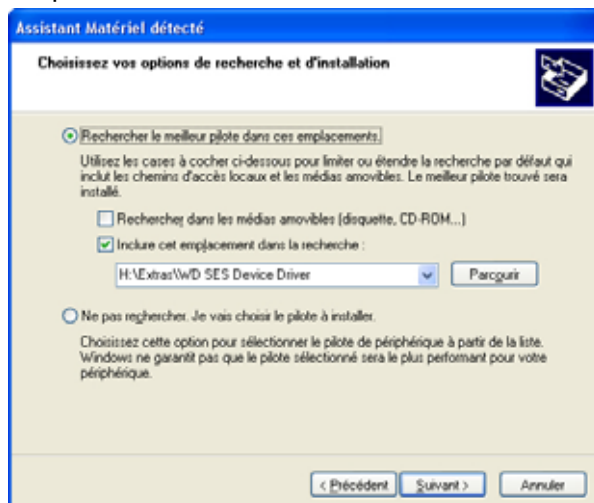 Assistant Matériel détecté
Choisissez vos options de recherche et d'installation
Rechercher le meilleur pilote dans ces emplacements.
Utilisez les cases à cocher ci-dessous pour limiter ou étendre la recherche par défaut qui
inclut les chemins d'accès locaux et les médias amovibles. Le meilleur pilote trouvé sera
installé.
Rechercher dans les médias amovibles (disquette, CD-ROM...)
Inclure cet emplacement dans la recherche :
H:\Extras\WD SES Device Driver
Parcourir
Ne pas rechercher. Je vais choisir le pilote à installer.
Choisissez cette option pour sélectionner le pilote de périphérique à partir de la liste.
Windows ne garantit pas que le pilote sélectionné sera le plus performant pour votre
périphérique.
< Précédent
Suivant >
Annuler